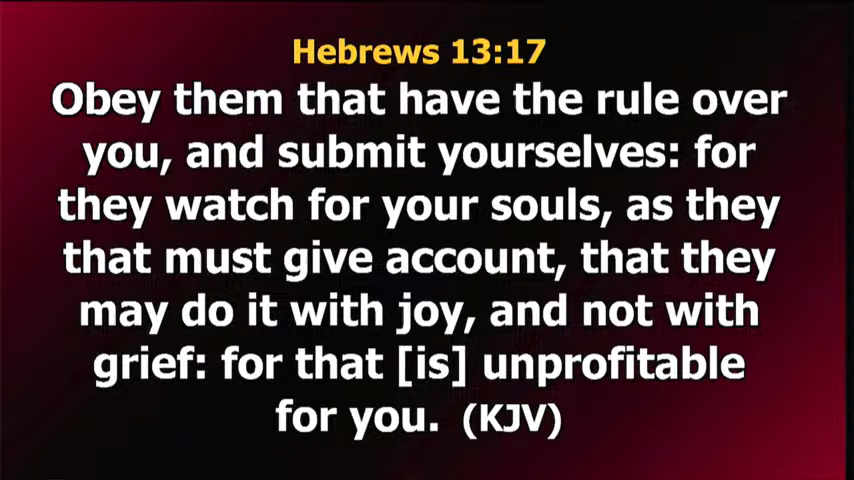 Hebrews 13:17
Obey them that have the rule over
you, and submit yourselves: for
they watch for your souls, as they
that must give account, that they
may do it with joy, and not with
grief: for that [is] unprofitable
for you. (KJV)